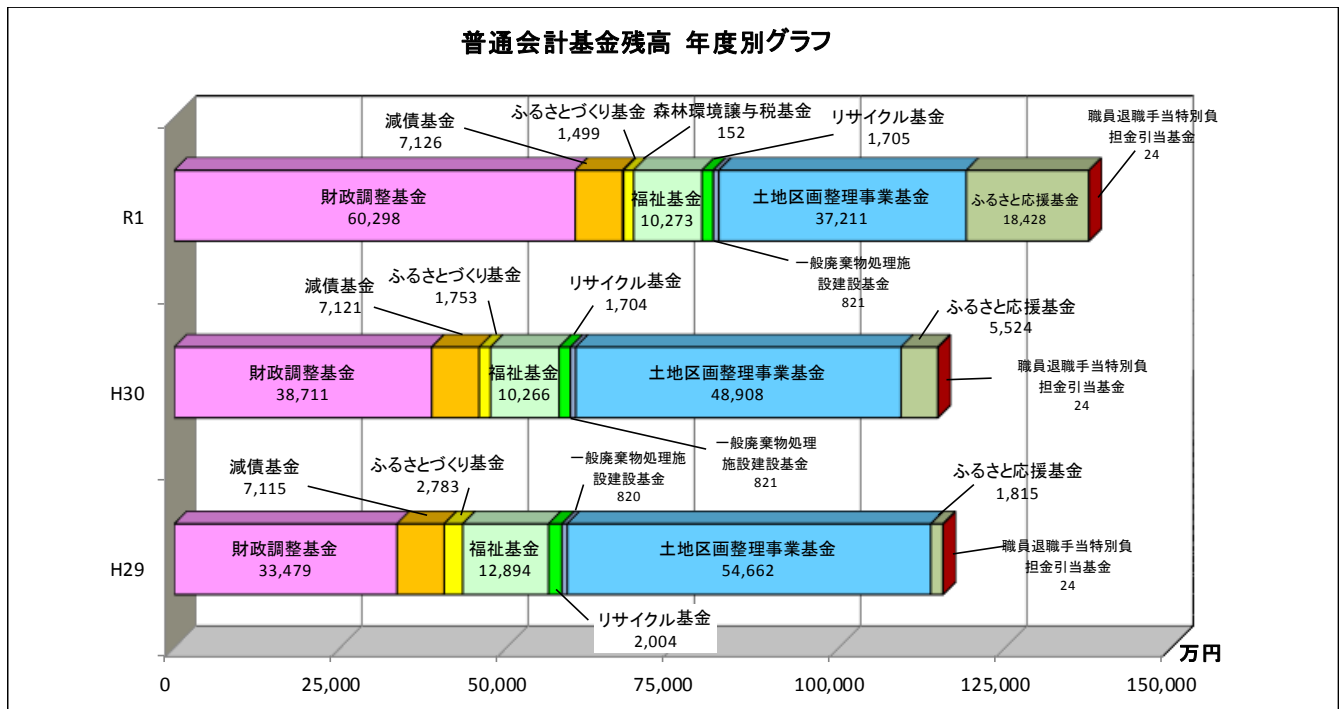 普通会計基金残高 年度別グラフ
減債基金
7,126
ふるさとづくり基金
1,499
森林環境譲与税基金
152
リサイクル基金
1,705
職員退職手当特別負
担金引当基金
24
R1
財政調整基金
60,298
福祉基金
10,273
土地区画整理事業基金
37,211
ふるさと応援基金
18,428
一般廃棄物処理施
設建設基金
821
減債基金
7,121
ふるさとづくり基金
1,753
リサイクル基金
1,704
ふるさと応援基金
5,524
H30
財政調整基金
38,711
福祉基金
10,266
土地区画整理事業基金
48,908
職員退職手当特別負
担金引当基金
24
一般廃棄物処理
施設建設基金
821
減債基金
7,115
ふるさとづくり基金
2,783
一般廃棄物処理施
設建設基金
820
ふるさと応援基金
1,815
H29
財政調整基金
33,479
福祉基金
12,894
土地区画整理事業基金
54,662
職員退職手当特別負
担金引当基金
24
リサイクル基金
2,004
万円
0
25,000
50,000
75,000
100,000
125,000
150,000